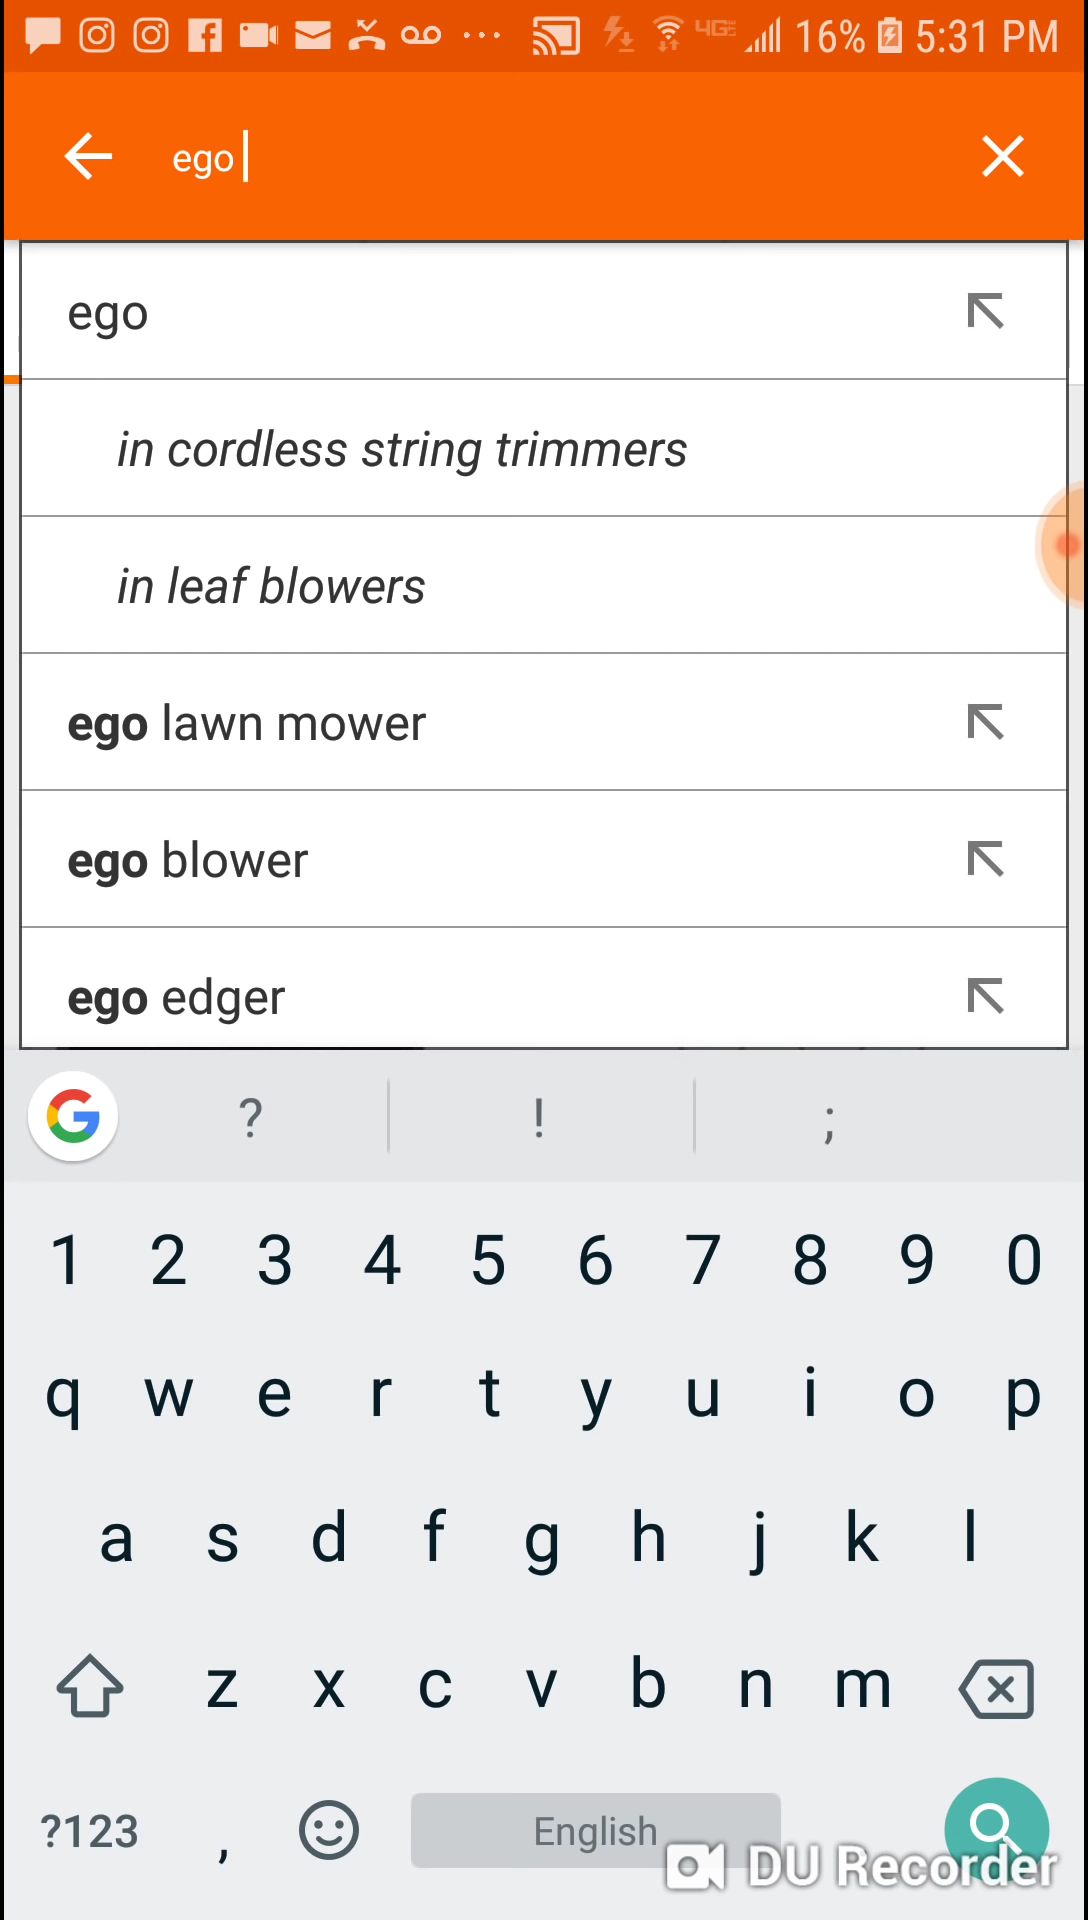 4GE 16% 5:31 PM
ego
ego
in cordless string trimmers
in leaf blowers
ego lawn mower
ego blower
ego edger
? ! ;
1 2 3 4 5 6 7 8 9 0
q w e r t y u i o p
a s d f g h j k l
z x c v b n m
?123 , English
DU Recorder